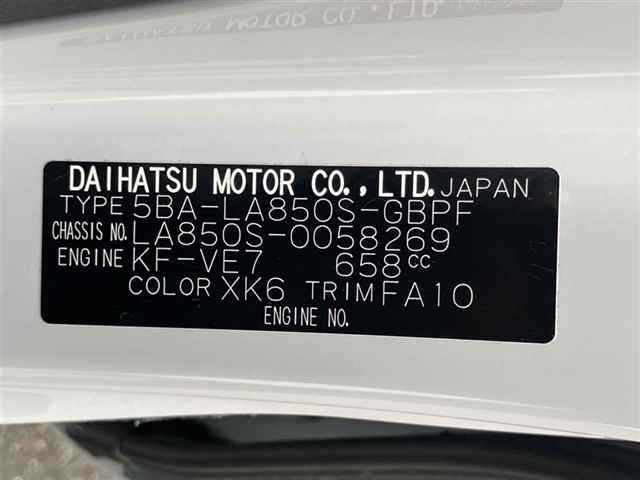 DAIHATSU MOTOR CO.,LTD. JAPAN
TYPE 5BA-LA850S-GBPF
CHASSIS NO. LA850S-0058269
ENGINE KF-VE7 658cc
COLOR XK6 TRIM FA10
ENGINE NO.